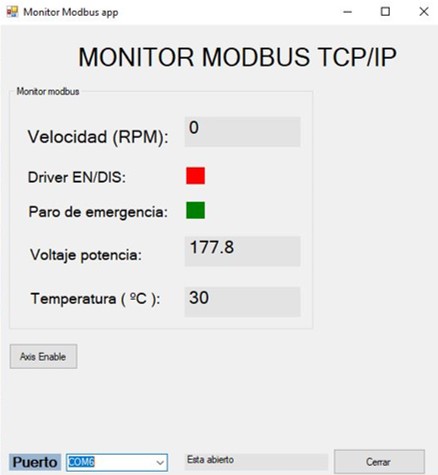 Monitor Modbus app
MONITOR MODBUS TCP/IP
Monitor modbus
Velocidad (RPM): 0
Driver EN/DIS:
Paro de emergencia:
Voltaje potencia: 177.8
Temperatura ( ºC ): 30
Axis Enable
Puerto COM6 Esta abierto Cerrar